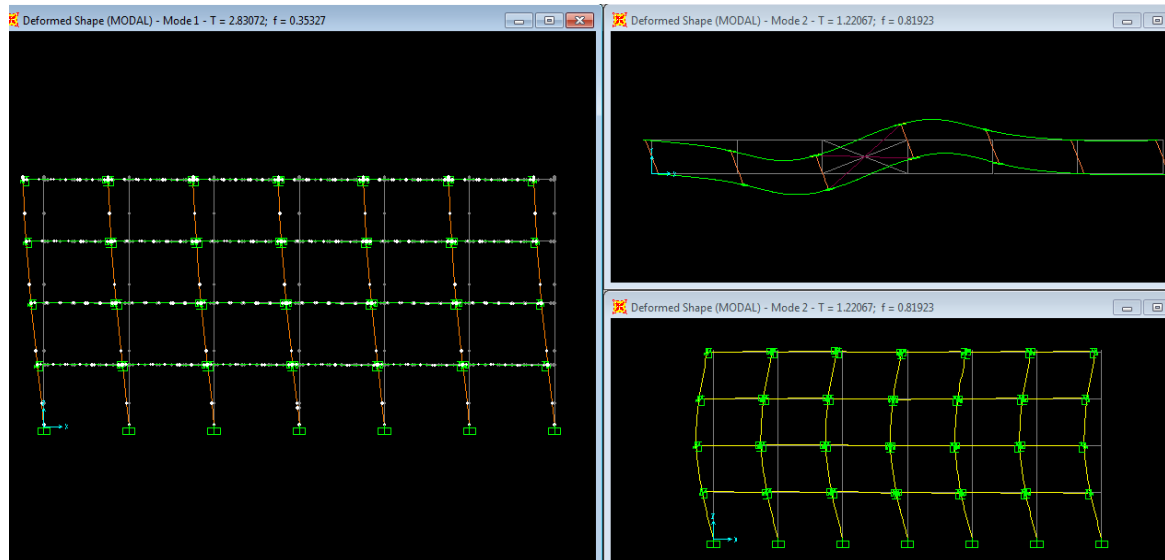 Deformed Shape (MODAL) - Mode 1 - T = 2.83072; f = 0.35327
Deformed Shape (MODAL) - Mode 2 - T = 1.22067; f = 0.81923
Deformed Shape (MODAL) - Mode 2 - T = 1.22067; f = 0.81923